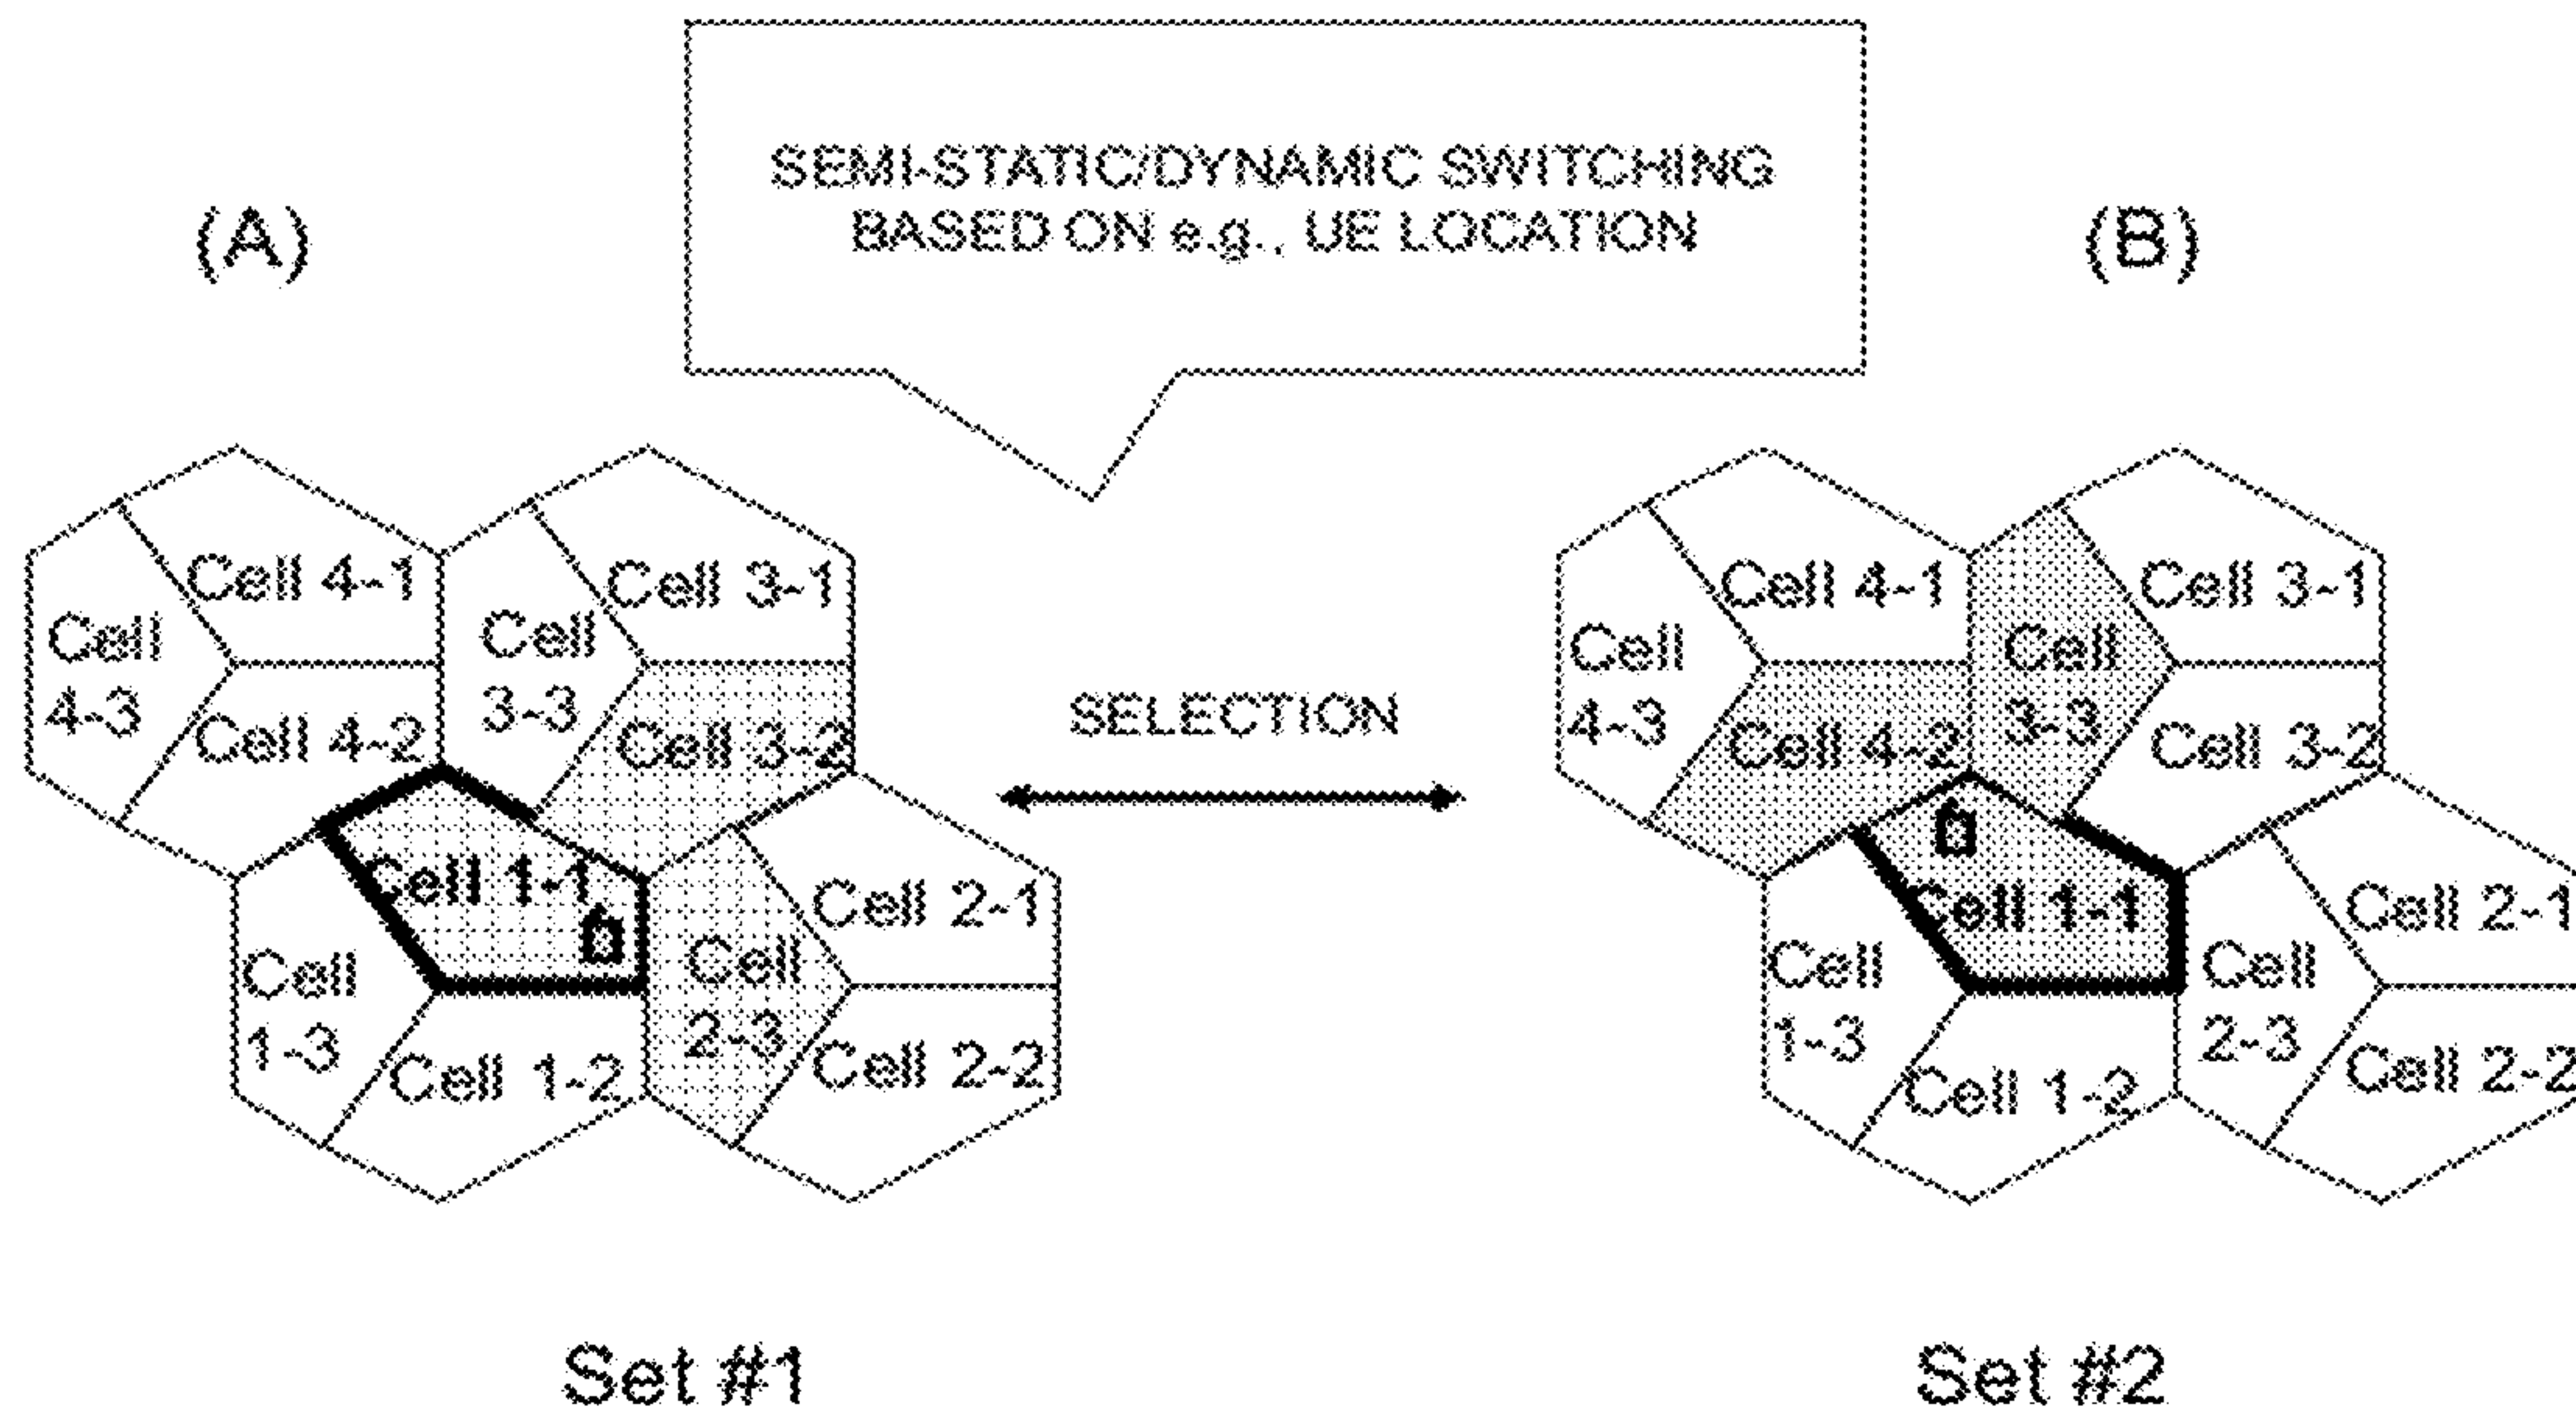 SEMI-STATIC/DYNAMIC SWITCHING
BASED ON e.g., UE LOCATION
(A)
(B)
Cell 4-1
Cell 3-1
Cell
4-3
Cell
3-3
Cell 4-2
Cell 3-2
Cell 1-1
Cell 2-1
Cell
1-3
Cell
2-3
Cell 1-2
Cell 2-2
SELECTION
Cell 4-1
Cell 3-1
Cell
4-3
Cell
3-3
Cell 4-2
Cell 3-2
Cell 1-1
Cell 2-1
Cell
1-3
Cell
2-3
Cell 1-2
Cell 2-2
Set #1
Set #2